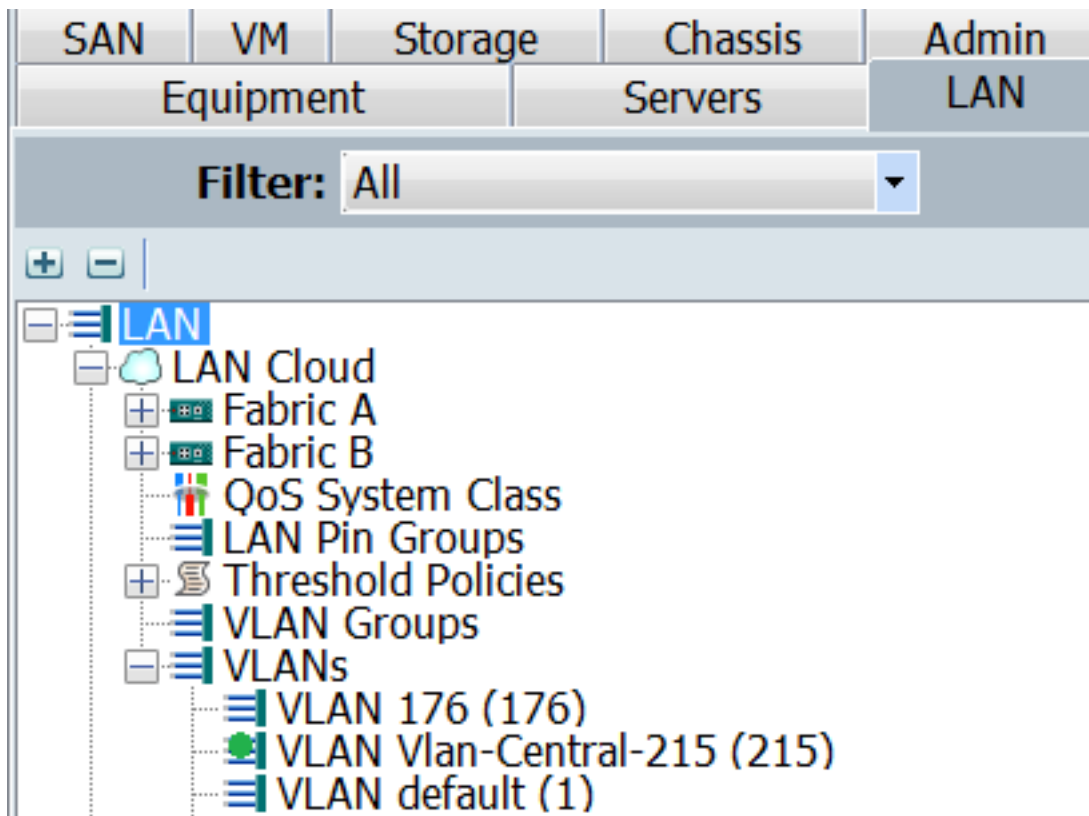 SAN VM Storage Chassis Admin
Equipment Servers LAN
Filter: All
LAN
LAN Cloud
Fabric A
Fabric B
QoS System Class
LAN Pin Groups
Threshold Policies
VLAN Groups
VLANs
VLAN 176 (176)
VLAN Vlan-Central-215 (215)
VLAN default (1)